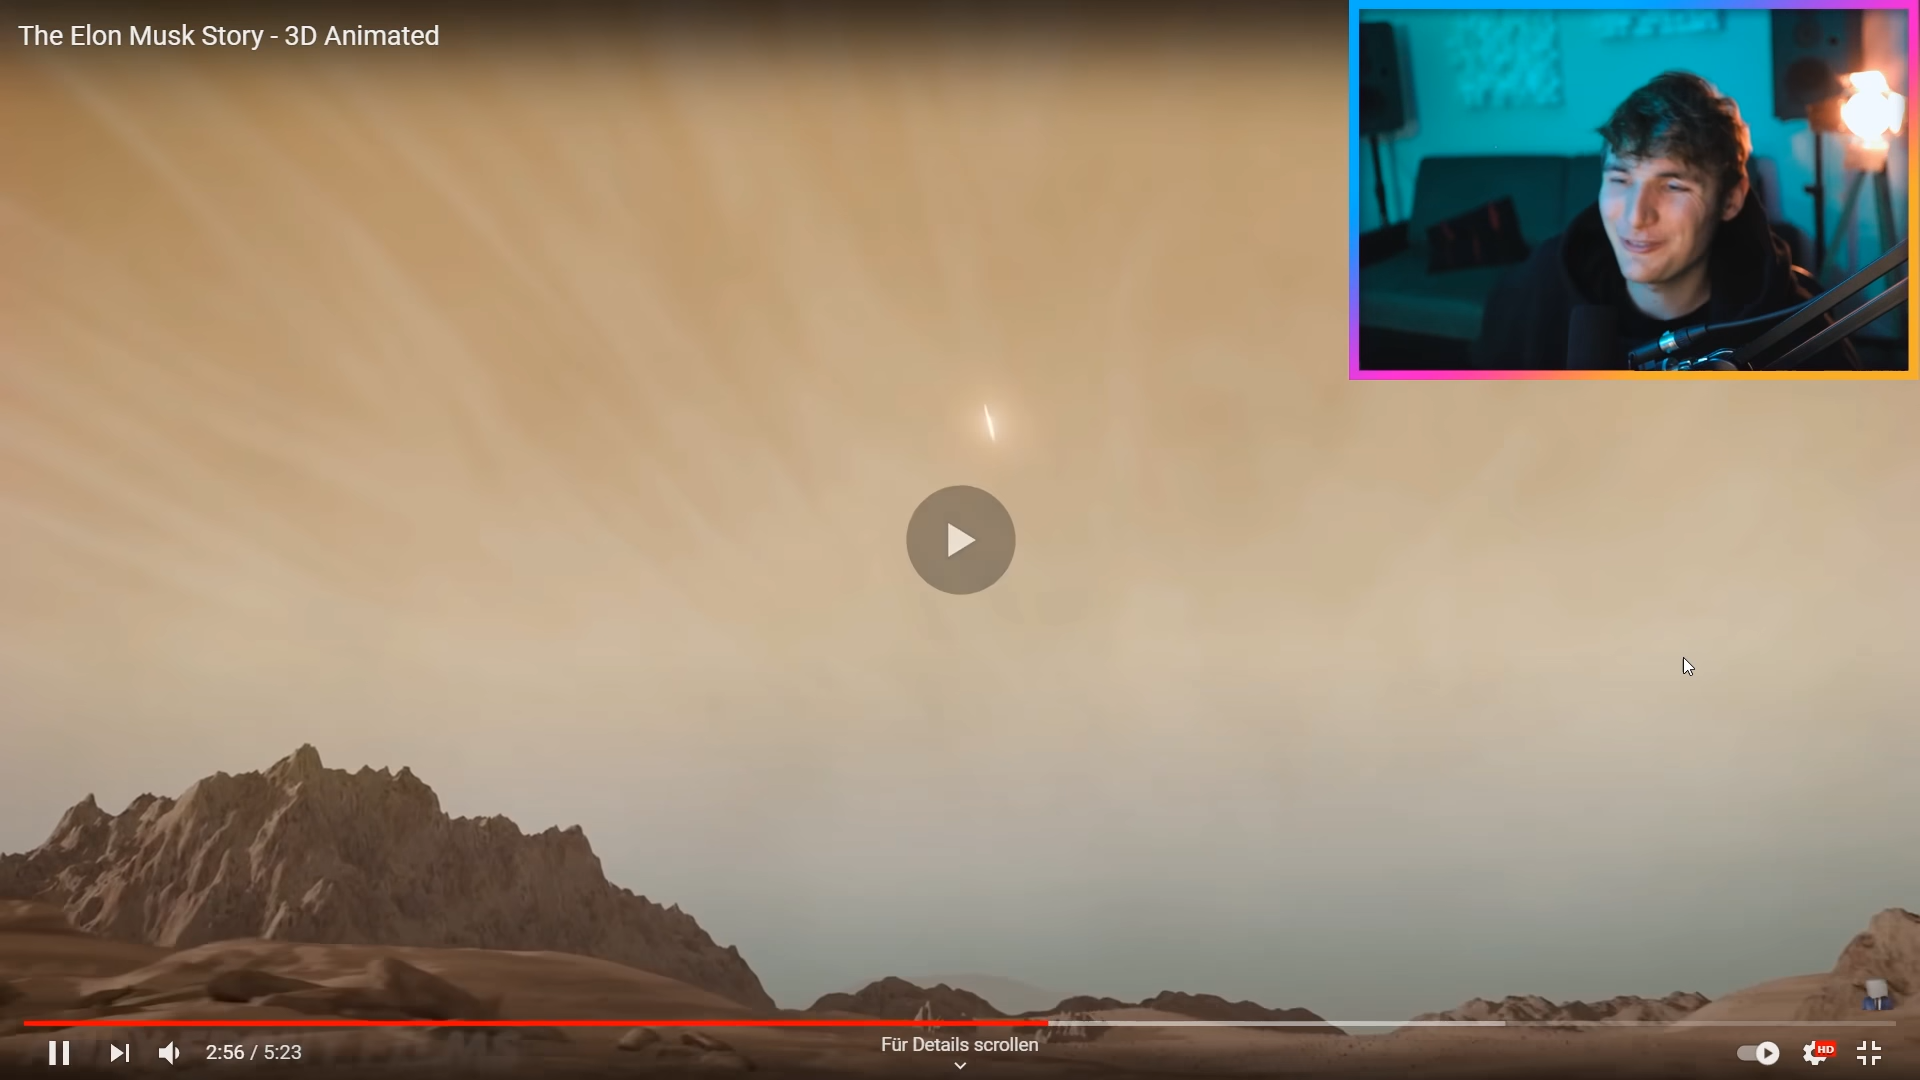 The Elon Musk Story - 3D Animated
2:56 / 5:23
Für Details scrollen
HD